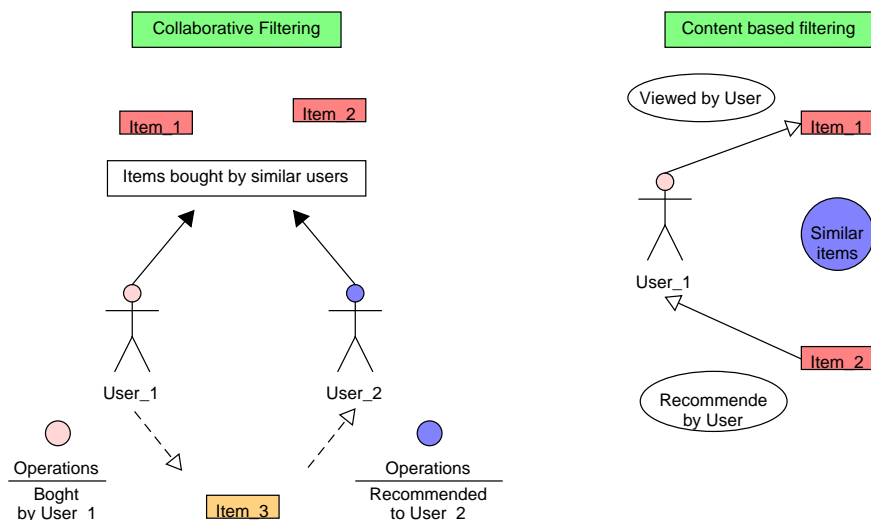 Collaborative Filtering
Item_1
Item_2
Items bought by similar users
User_1
User_2
Operations
Boght
by User_1
Item_3
Operations
Recommended
to User_2
Content based filtering
Viewed by User
Item_1
User_1
Similar
items
Item_2
Recommende
by User